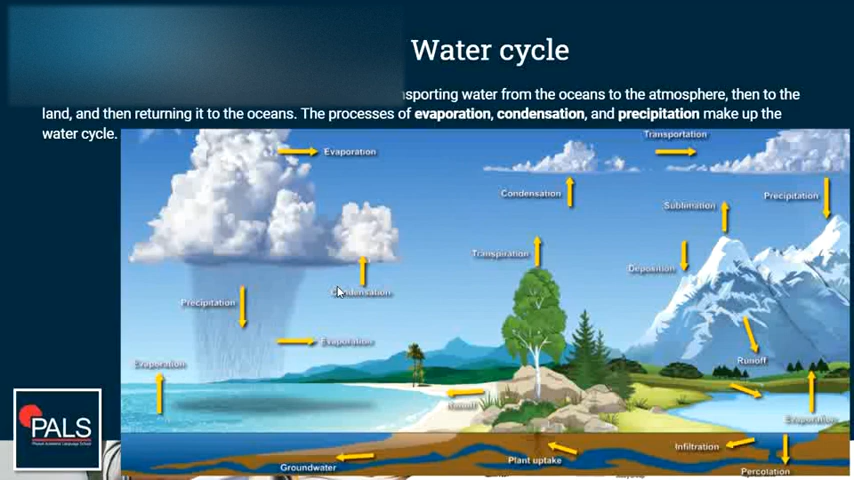 Water cycle
sporting water from the oceans to the atmosphere, then to the
land, and then returning it to the oceans. The processes of evaporation, condensation, and precipitation make up the
water cycle.
Transportation
Evaporation
Condensation
Precipitation
Sublimation
Transpiration
Deposition
Condensation
Precipitation
Evaporation
Evaporation
Runoff
Runoff
Evaporation
Infiltration
Plant uptake
Groundwater
Percolation
PALS